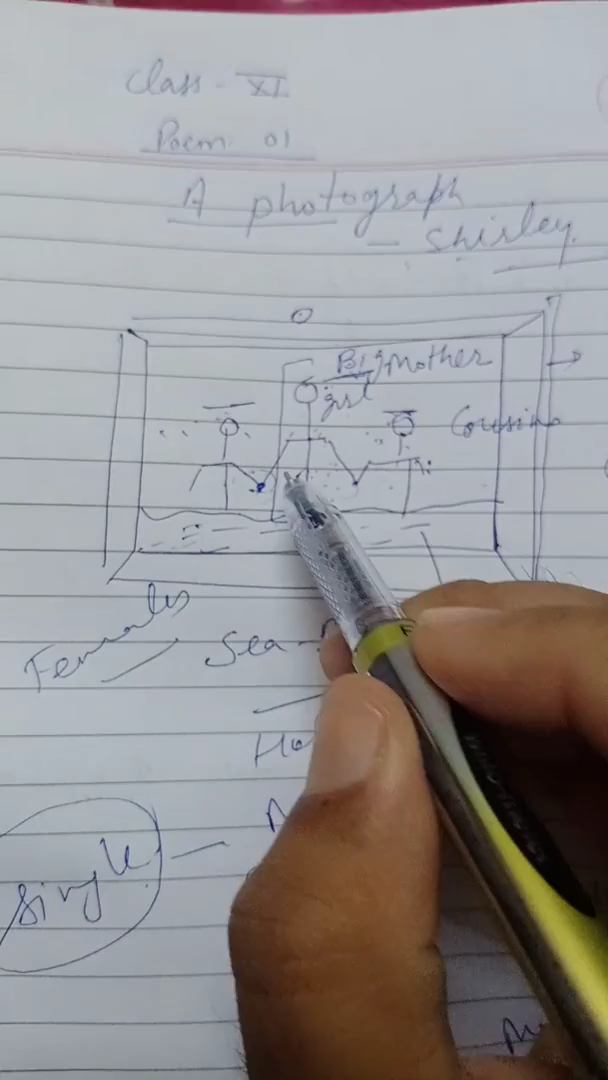 Class - XI
Poem 01
A photograph
- Shirley
Big mother
girl
Cousins
Females
Sea -
Single